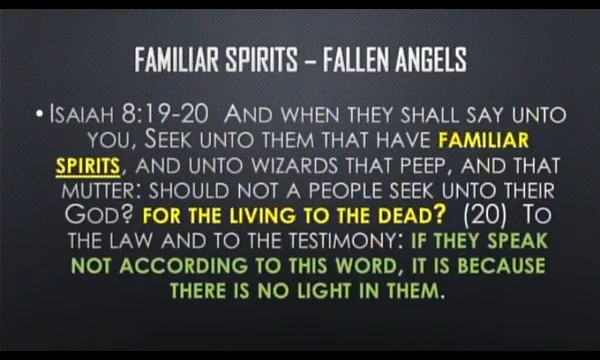 FAMILIAR SPIRITS – FALLEN ANGELS
• ISAIAH 8:19-20 AND WHEN THEY SHALL SAY UNTO
YOU, SEEK UNTO THEM THAT HAVE FAMILIAR
SPIRITS, AND UNTO WIZARDS THAT PEEP, AND THAT
MUTTER: SHOULD NOT A PEOPLE SEEK UNTO THEIR
GOD? FOR THE LIVING TO THE DEAD? (20) TO
THE LAW AND TO THE TESTIMONY: IF THEY SPEAK
NOT ACCORDING TO THIS WORD, IT IS BECAUSE
THERE IS NO LIGHT IN THEM.